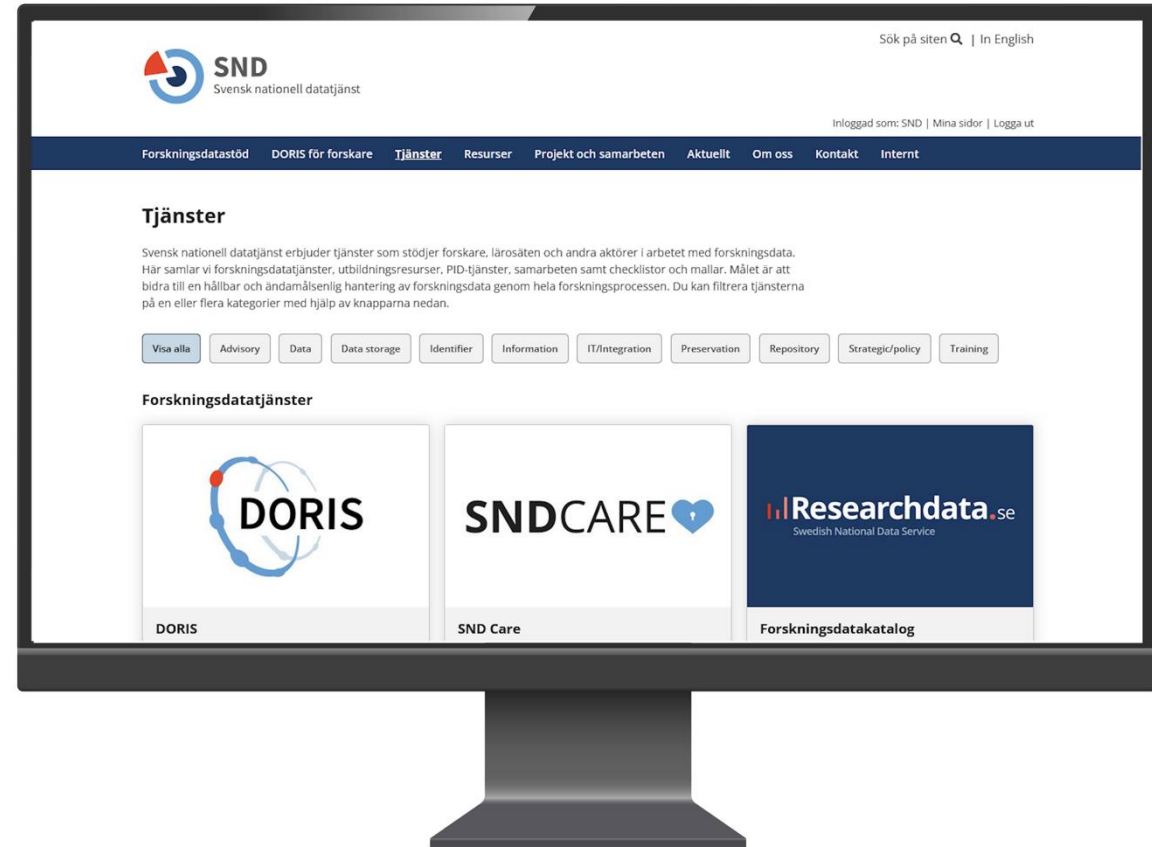 Sök på siten | In English
SND
Svensk nationell datatjänst
Inloggad som: SND | Mina sidor | Logga ut
Forskningsdatastöd DORIS för forskare Tjänster Resurser Projekt och samarbeten Aktuellt Om oss Kontakt Internt
Tjänster
Svensk nationell datatjänst erbjuder tjänster som stödjer forskare, lärosäten och andra aktörer i arbetet med forskningsdata.
Här samlar vi forskningsdatatjänster, utbildningsresurser, PID-tjänster, samarbeten samt checklistor och mallar. Målet är att
bidra till en hållbar och ändamålsenlig hantering av forskningsdata genom hela forskningsprocessen. Du kan filtrera tjänsterna
på en eller flera kategorier med hjälp av knapparna nedan.
Visa alla Advisory Data Data storage Identifier Information IT/Integration Preservation Repository Strategic/policy Training
Forskningsdatatjänster
DORIS
SNDCARE
Researchdata.se
Swedish National Data Service
DORIS SND Care Forskningsdatakatalog